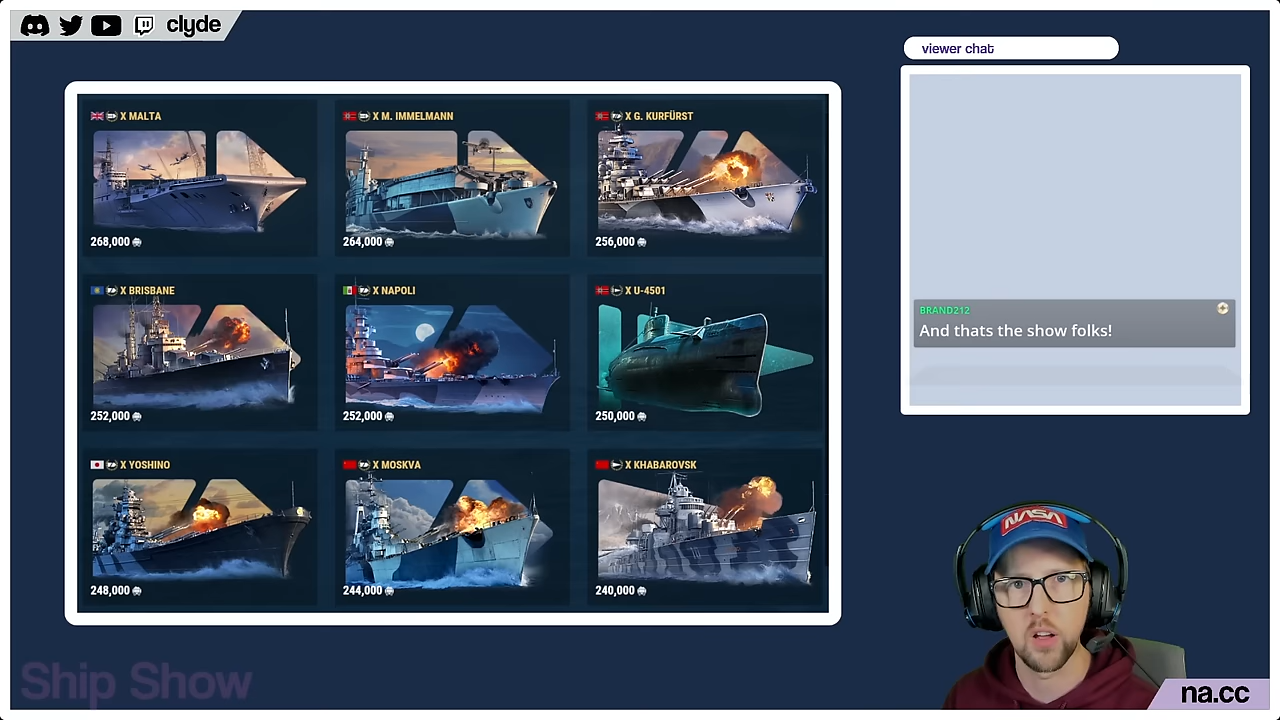 clyde
viewer chat
X MALTA
268,000
X M. IMMELMANN
264,000
X G. KURFÜRST
256,000
X BRISBANE
252,000
X NAPOLI
252,000
X U-4501
250,000
X YOSHINO
248,000
X MOSKVA
244,000
X KHABAROVSK
240,000
BRAND212
And thats the show folks!
NASA
Ship Show
na.cc